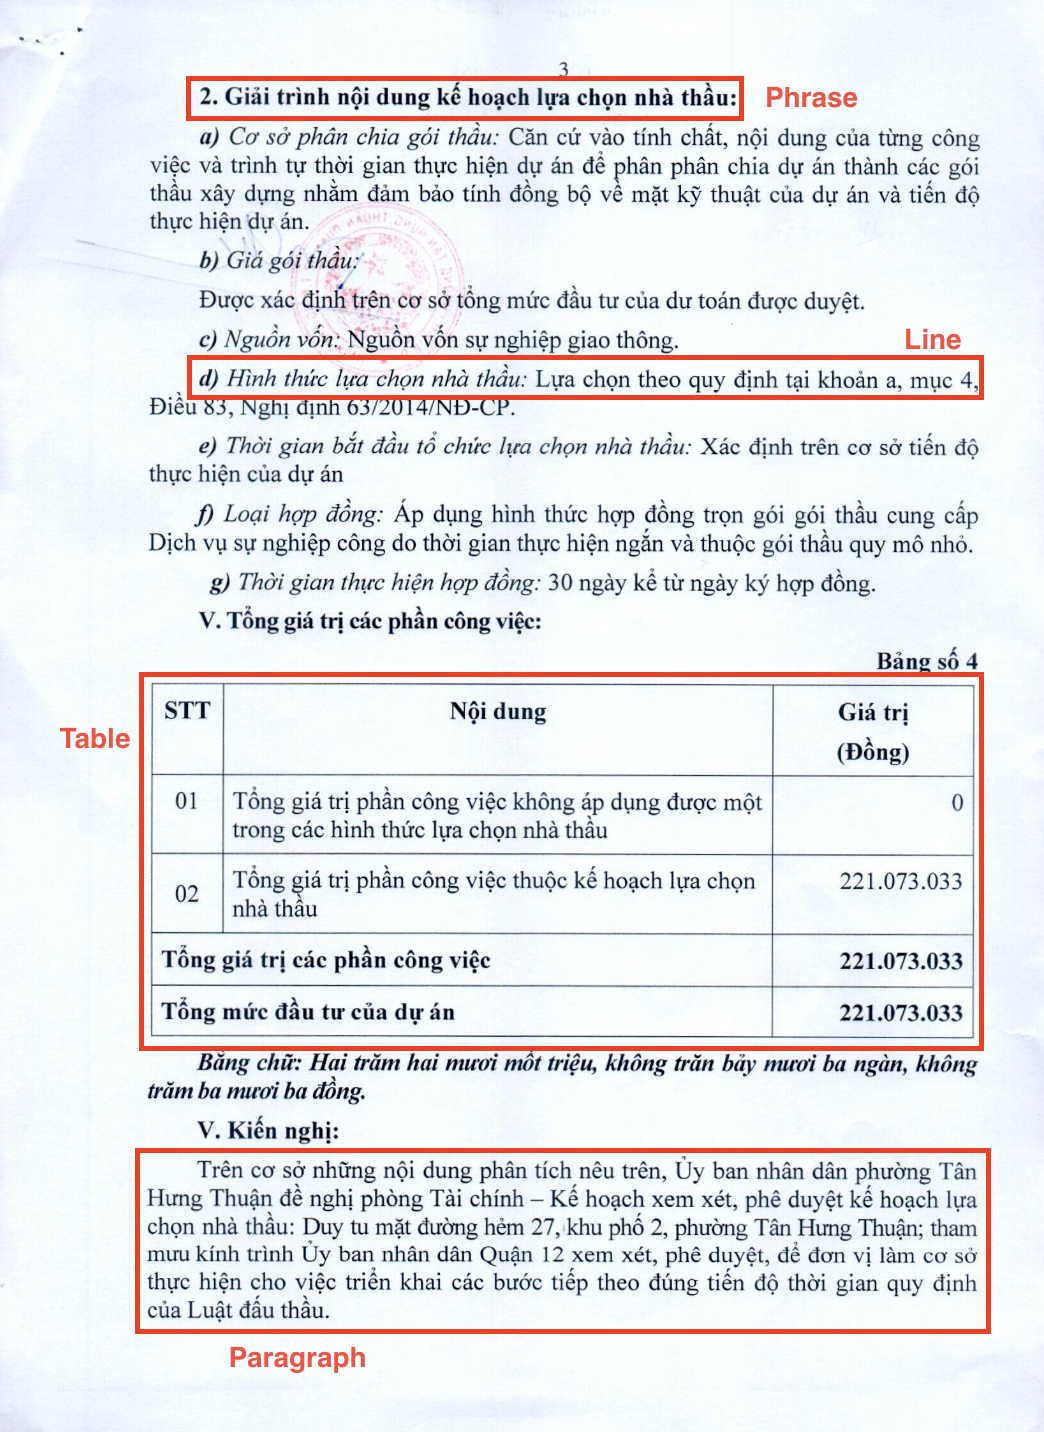 3
2. Giải trình nội dung kế hoạch lựa chọn nhà thầu:
Phrase
a) Cơ sở phân chia gói thầu: Căn cứ vào tính chất, nội dung của từng công
việc và trình tự thời gian thực hiện dự án để phân phân chia dự án thành các gói
thầu xây dựng nhằm đảm bảo tính đồng bộ về mặt kỹ thuật của dự án và tiến độ
thực hiện dự án.
b) Giá gói thầu:
Được xác định trên cơ sở tổng mức đầu tư của dư toán được duyệt.
c) Nguồn vốn: Nguồn vốn sự nghiệp giao thông.
Line
d) Hình thức lựa chọn nhà thầu: Lựa chọn theo quy định tại khoản a, mục 4,
Điều 83, Nghị định 63/2014/NĐ-CP.
e) Thời gian bắt đầu tổ chức lựa chọn nhà thầu: Xác định trên cơ sở tiến độ
thực hiện của dự án
f) Loại hợp đồng: Áp dụng hình thức hợp đồng trọn gói gói thầu cung cấp
Dịch vụ sự nghiệp công do thời gian thực hiện ngắn và thuộc gói thầu quy mô nhỏ.
g) Thời gian thực hiện hợp đồng: 30 ngày kể từ ngày ký hợp đồng.
V. Tổng giá trị các phần công việc:
Bảng số 4
Table
STT Nội dung Giá trị
(Đồng)
01 Tổng giá trị phần công việc không áp dụng được một 0
trong các hình thức lựa chọn nhà thầu
02 Tổng giá trị phần công việc thuộc kế hoạch lựa chọn 221.073.033
nhà thầu
Tổng giá trị các phần công việc 221.073.033
Tổng mức đầu tư của dự án 221.073.033
Bằng chữ: Hai trăm hai mươi mốt triệu, không trăn bảy mươi ba ngàn, không
trăm ba mươi ba đồng.
V. Kiến nghị:
Trên cơ sở những nội dung phân tích nêu trên, Ủy ban nhân dân phường Tân
Hưng Thuận đề nghị phòng Tài chính – Kế hoạch xem xét, phê duyệt kế hoạch lựa
chọn nhà thầu: Duy tu mặt đường hẻm 27, khu phố 2, phường Tân Hưng Thuận; tham
mưu kính trình Ủy ban nhân dân Quận 12 xem xét, phê duyệt, để đơn vị làm cơ sở
thực hiện cho việc triển khai các bước tiếp theo đúng tiến độ thời gian quy định
của Luật đấu thầu.
Paragraph